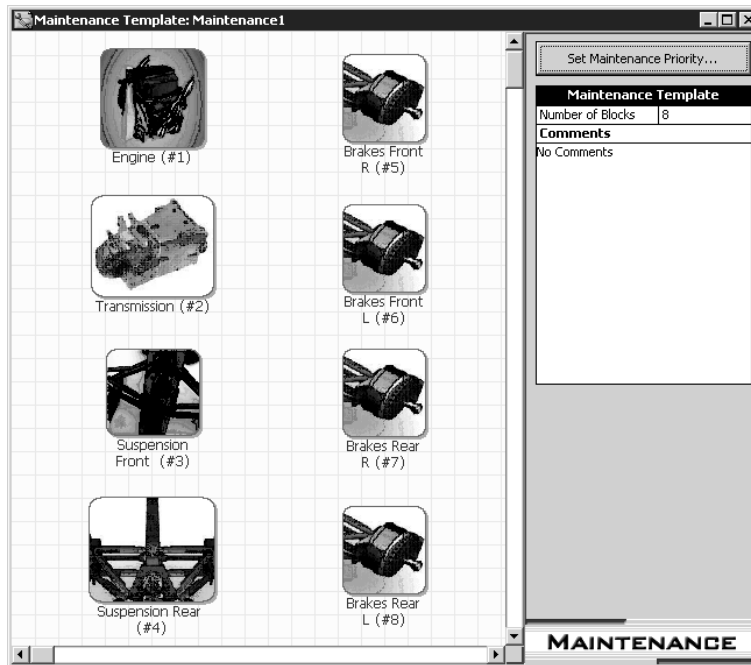 Maintenance Template: Maintenance1
Engine (#1)
Transmission (#2)
Suspension
Front (#3)
Suspension Rear
(#4)
Brakes Front
R (#5)
Brakes Front
L (#6)
Brakes Rear
R (#7)
Brakes Rear
L (#8)
Set Maintenance Priority...
Maintenance Template
Number of Blocks 8
Comments
No Comments
MAINTENANCE